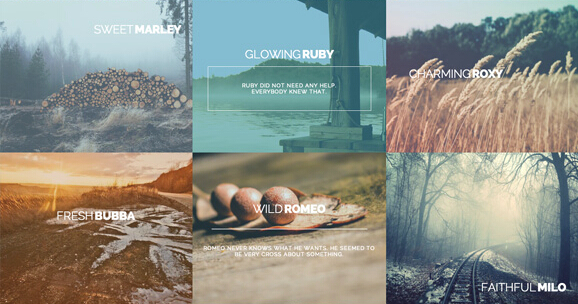 SWEET MARLEY
GLOWING RUBY
RUBY DID NOT NEED ANY HELP.
EVERYBODY KNEW THAT.
CHARMING ROXY
FRESH BUBBA
WILD ROMEO
ROMEO NEVER KNOWS WHAT HE WANTS. HE SEEMED TO
BE VERY CROSS ABOUT SOMETHING.
FAITHFUL MILO